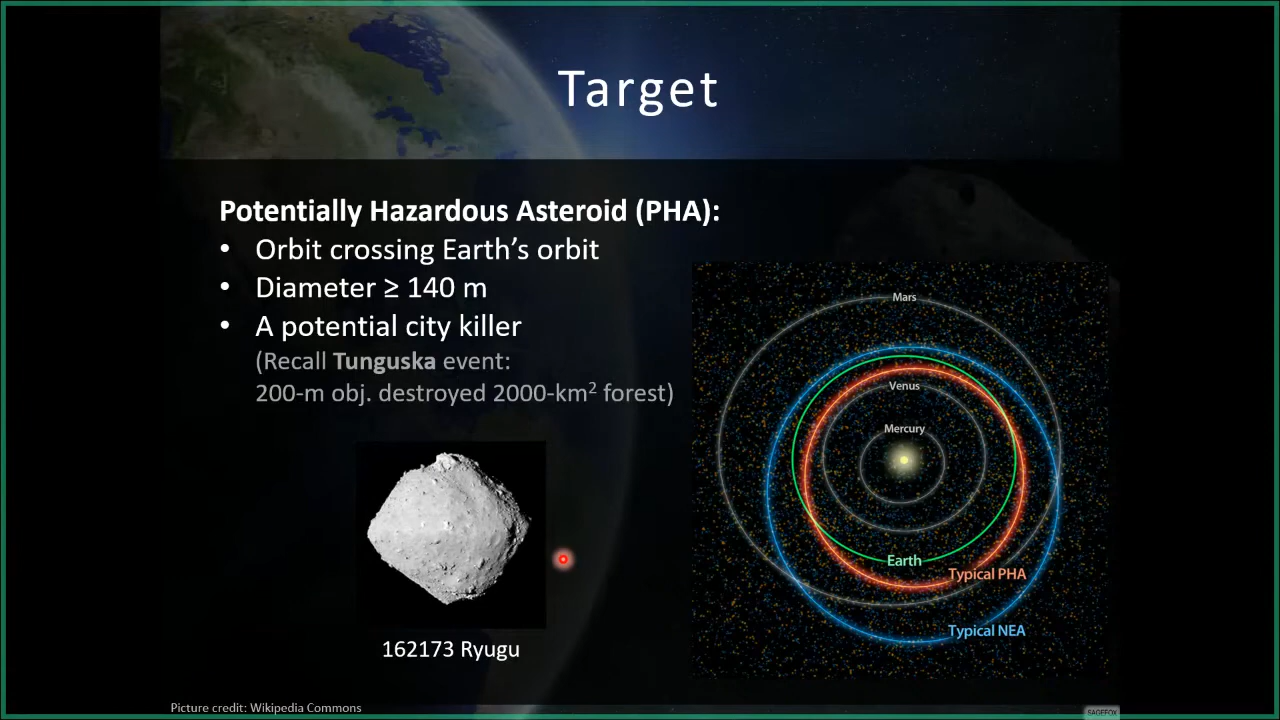 Target
Potentially Hazardous Asteroid (PHA):
• Orbit crossing Earth’s orbit
• Diameter ≥ 140 m
• A potential city killer
(Recall Tunguska event:
200-m obj. destroyed 2000-km² forest)
162173 Ryugu
Mars
Venus
Mercury
Earth
Typical PHA
Typical NEA
Picture credit: Wikipedia Commons
SAGEFOX